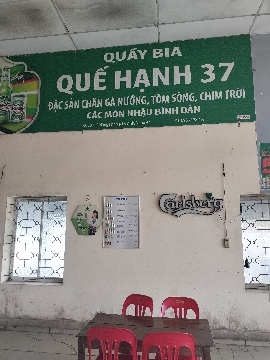 QUẦY BIA
QUẾ HẠNH 37
ĐẶC SẢN CHÂN GÀ NƯỚNG, TÔM SÔNG, CHIM TRỜI
CÁC MÓN NHẬU BÌNH DÂN
Carlsberg